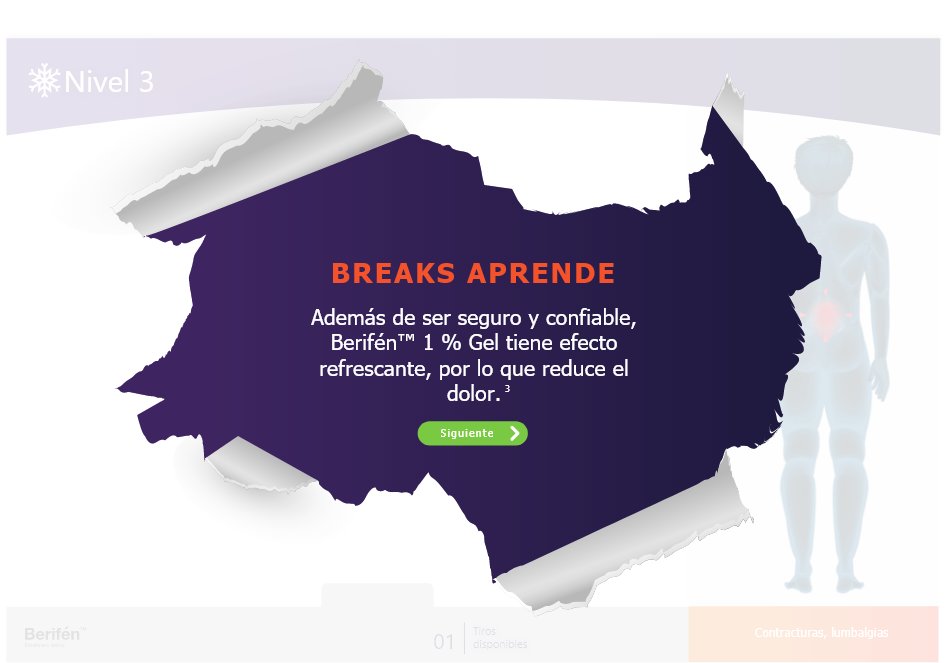 Nivel 3
BREAKS APRENDE
Además de ser seguro y confiable,
Berifén™ 1 % Gel tiene efecto
refrescante, por lo que reduce el
dolor. ³
Siguiente
Berifén™
01
Tiros
disponibles
Contracturas, lumbalgias